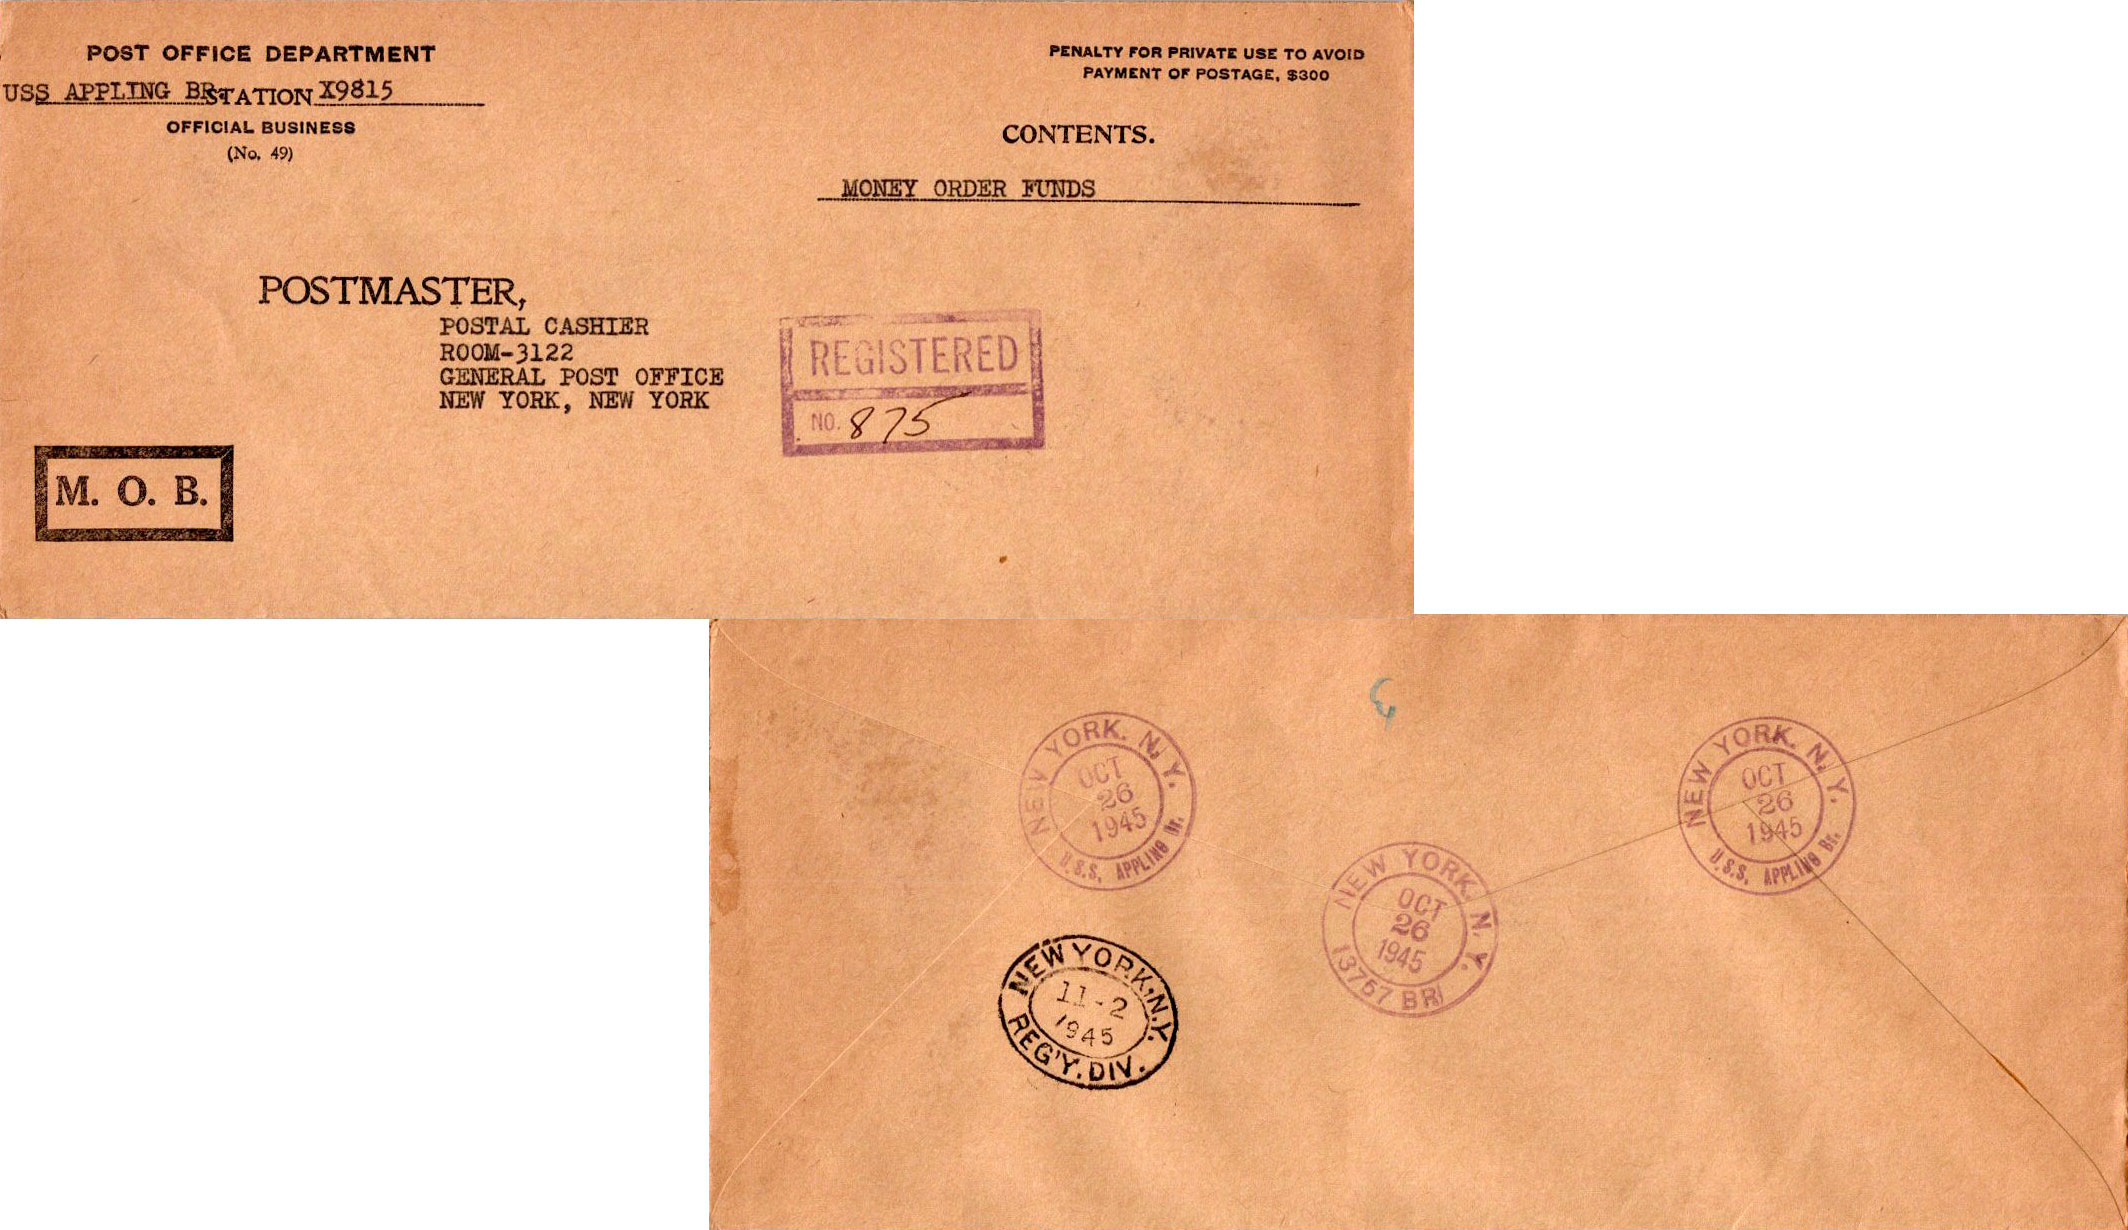 POST OFFICE DEPARTMENT
USS APPLING BR. STATION X9815
OFFICIAL BUSINESS
(No. 49)
PENALTY FOR PRIVATE USE TO AVOID
PAYMENT OF POSTAGE, $300
CONTENTS.
MONEY ORDER FUNDS
POSTMASTER,
POSTAL CASHIER
ROOM-3122
GENERAL POST OFFICE
NEW YORK, NEW YORK
REGISTERED
NO. 875
M. O. B.
NEW YORK. N.Y.
OCT
26
1945
U.S.S. APPLING Br.
NEW YORK. N.Y.
OCT
26
1945
U.S.S. APPLING Br.
NEW YORK. N.Y.
OCT
26
1945
13767 BR
NEW YORK, N.Y.
11-2
1945
REG'Y. DIV.